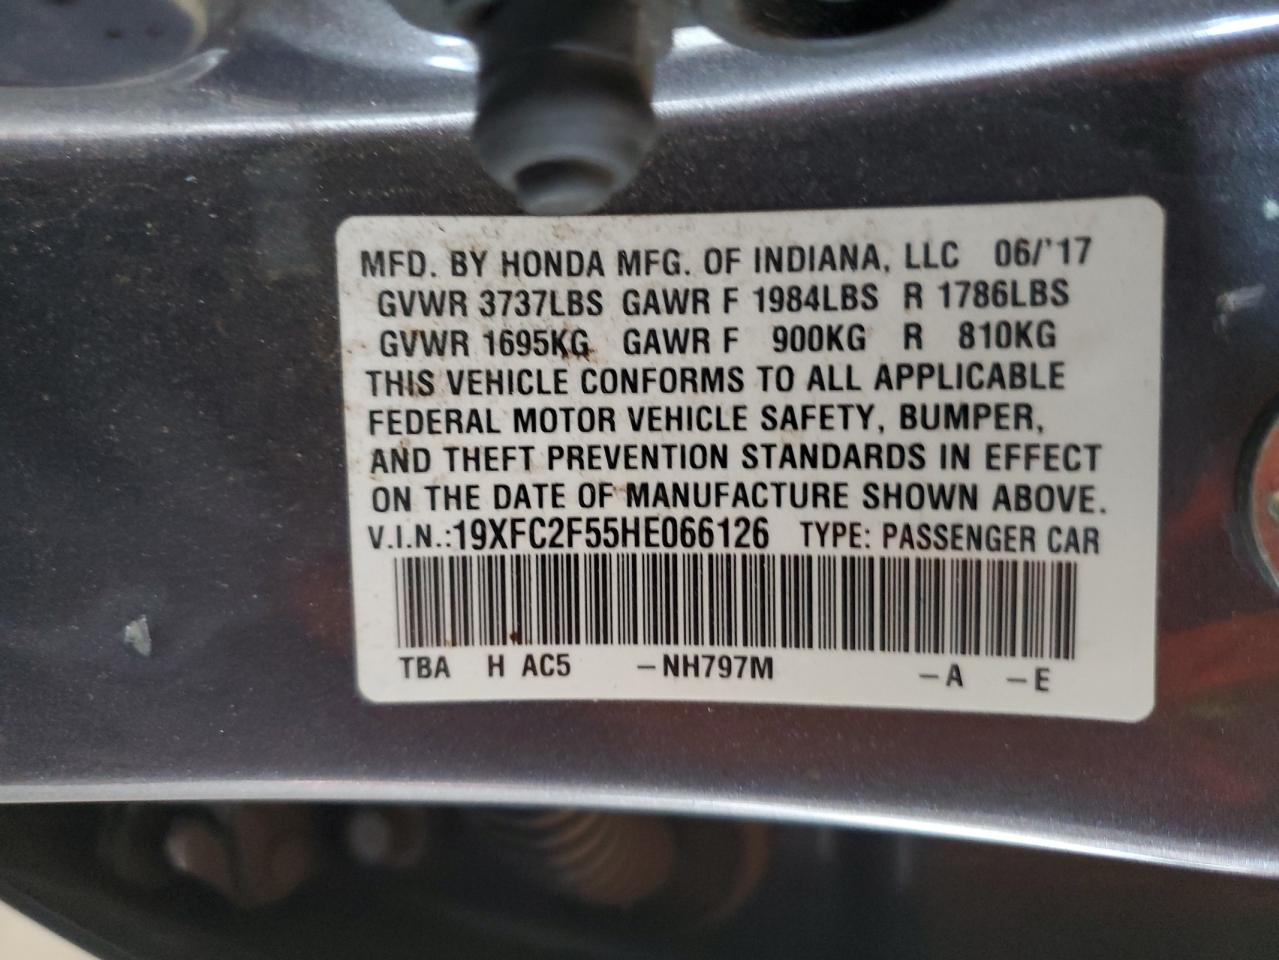 MFD. BY HONDA MFG. OF INDIANA, LLC 06/'17
GVWR 3737LBS GAWR F 1984LBS R 1786LBS
GVWR 1695KG GAWR F 900KG R 810KG
THIS VEHICLE CONFORMS TO ALL APPLICABLE
FEDERAL MOTOR VEHICLE SAFETY, BUMPER,
AND THEFT PREVENTION STANDARDS IN EFFECT
ON THE DATE OF MANUFACTURE SHOWN ABOVE.
V.I.N.:19XFC2F55HE066126 TYPE: PASSENGER CAR
TBA H AC5 –NH797M –A –E